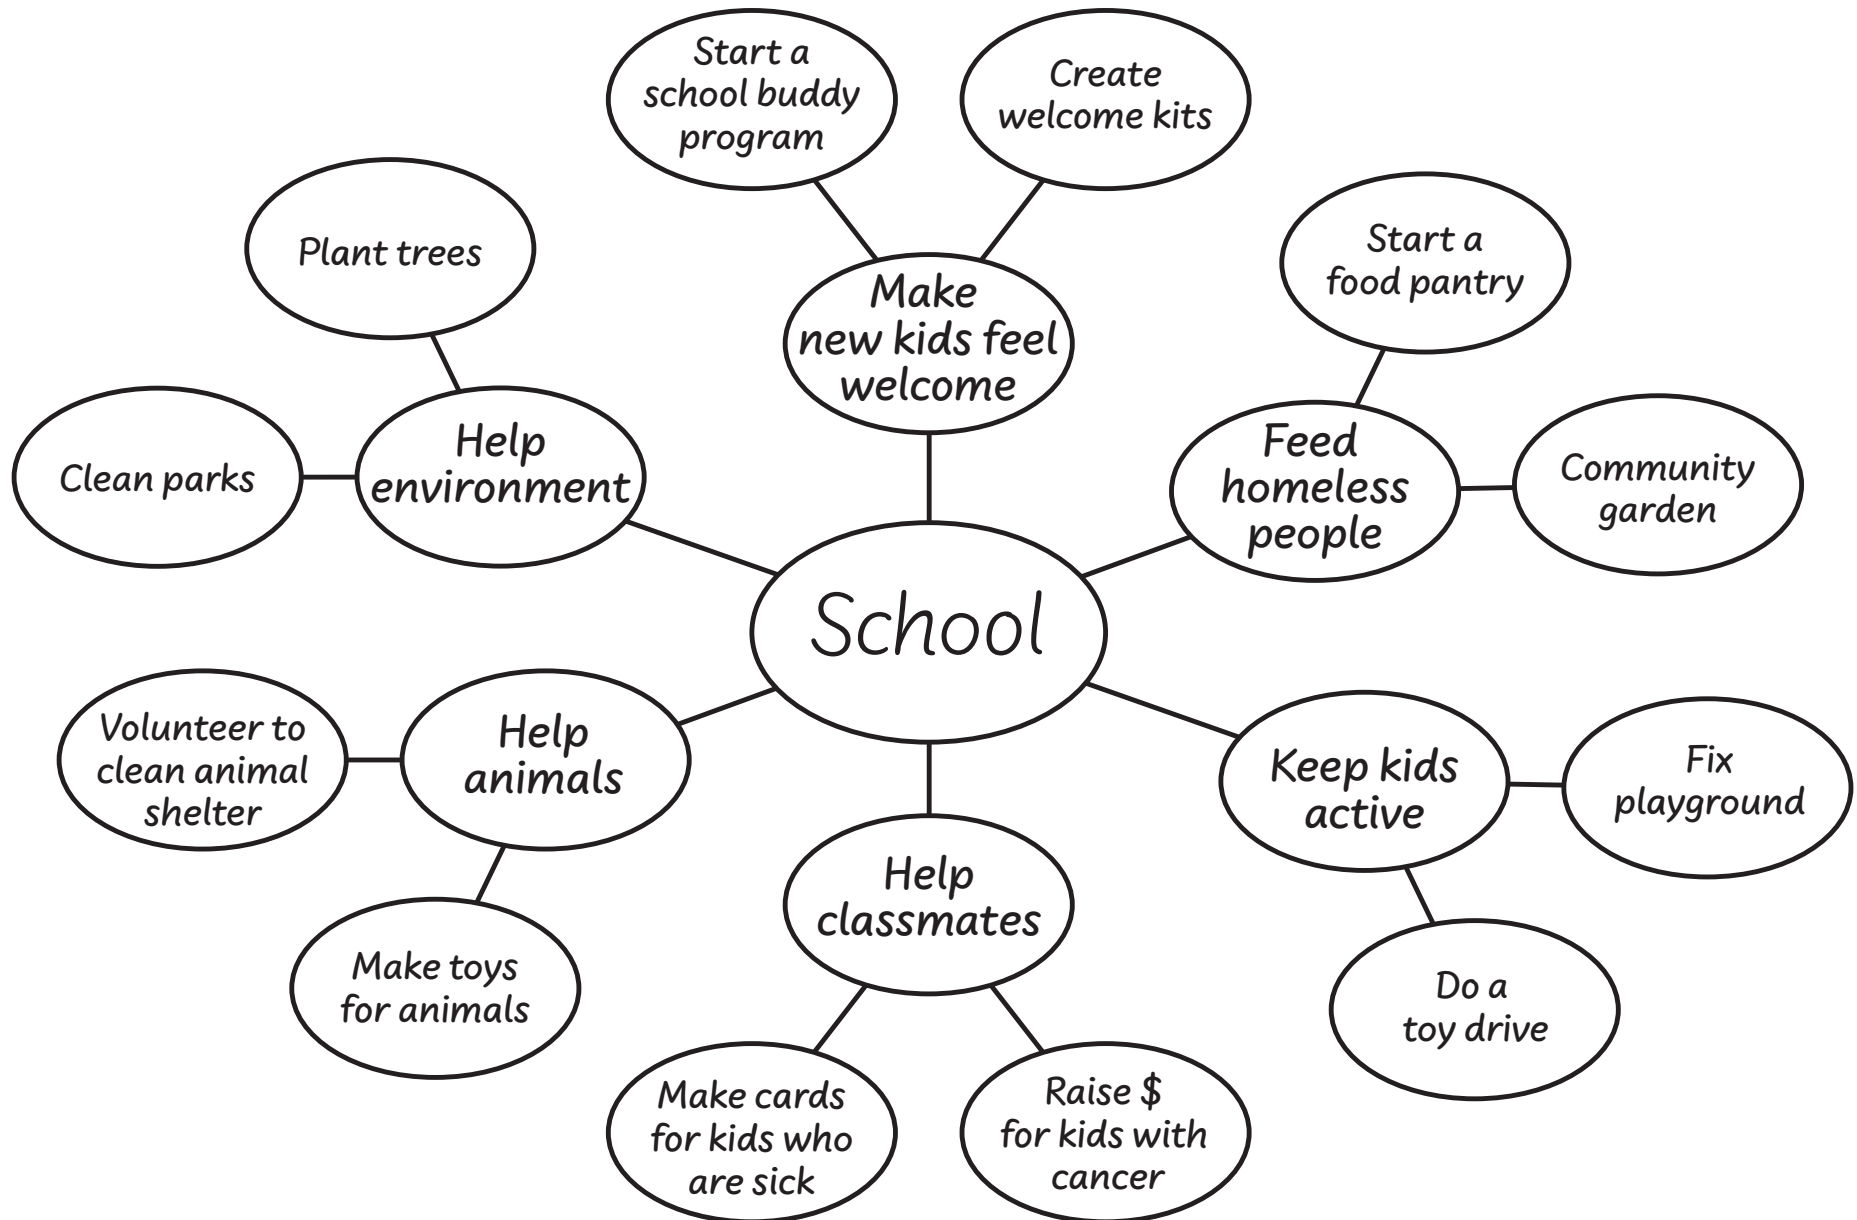 Start a
school buddy
program
Create
welcome kits
Plant trees
Start a
food pantry
Make
new kids feel
welcome
Clean parks
Help
environment
Feed
homeless
people
Community
garden
School
Volunteer to
clean animal
shelter
Help
animals
Keep kids
active
Fix
playground
Help
classmates
Make toys
for animals
Do a
toy drive
Make cards
for kids who
are sick
Raise $
for kids with
cancer